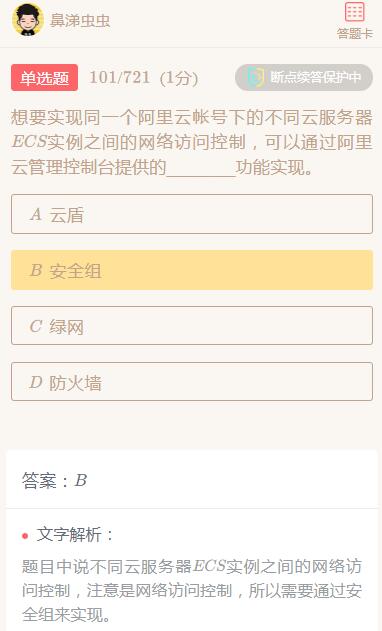 鼻涕虫虫
答题卡
单选题 101/721 (1分) 断点续答保护中
想要实现同一个阿里云帐号下的不同云服务器
ECS实例之间的网络访问控制，可以通过阿里
云管理控制台提供的________功能实现。
A 云盾
B 安全组
C 绿网
D 防火墙
答案：B
文字解析：
题目中说不同云服务器ECS实例之间的网络访
问控制，注意是网络访问控制，所以需要通过安
全组来实现。